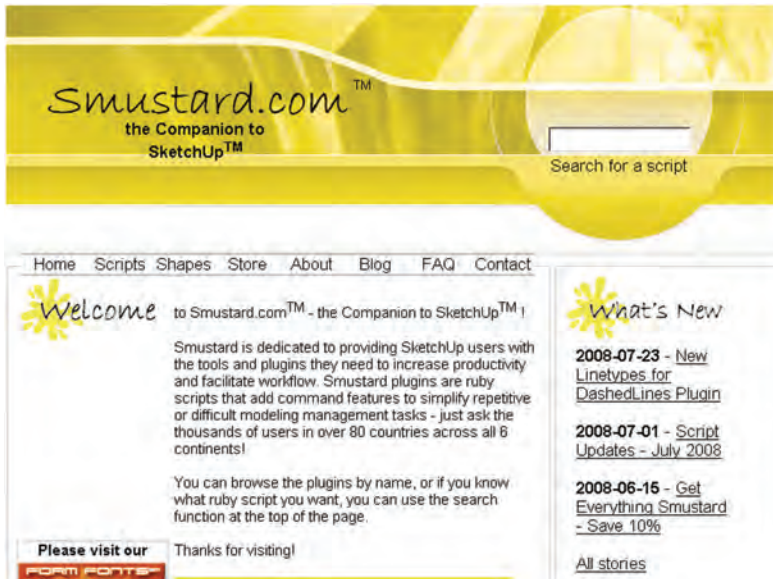 Smustard.com™
the Companion to
SketchUp™
Search for a script
Home Scripts Shapes Store About Blog FAQ Contact
Welcome to Smustard.com™ - the Companion to SketchUp™ !
Smustard is dedicated to providing SketchUp users with
the tools and plugins they need to increase productivity
and facilitate workflow. Smustard plugins are ruby
scripts that add command features to simplify repetitive
or difficult modeling management tasks - just ask the
thousands of users in over 80 countries across all 6
continents!
You can browse the plugins by name, or if you know
what ruby script you want, you can use the search
function at the top of the page.
Thanks for visiting!
Please visit our
FORM FONTS
What's New
2008-07-23 - New
Linetypes for
DashedLines Plugin
2008-07-01 - Script
Updates - July 2008
2008-06-15 - Get
Everything Smustard
- Save 10%
All stories